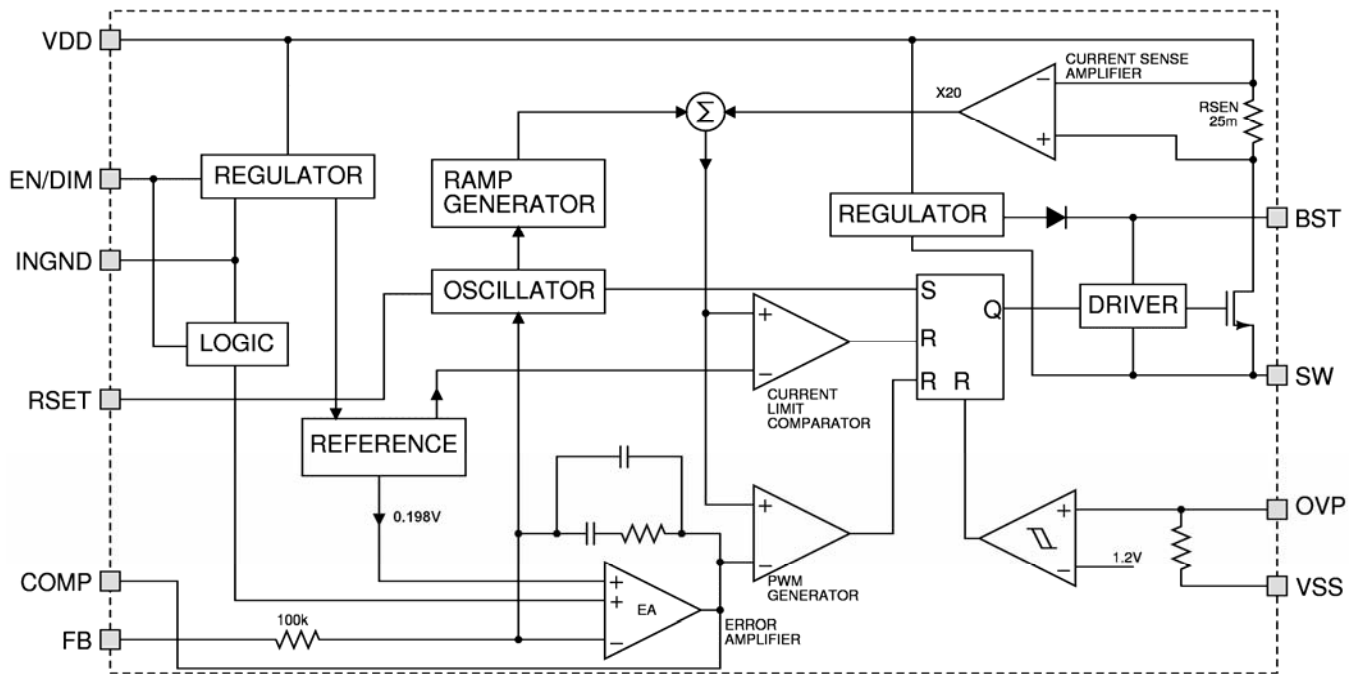 VDD
CURRENT SENSE
AMPLIFIER
X20
Σ
RSEN
25m
EN/DIM
REGULATOR
RAMP
GENERATOR
REGULATOR
BST
INGND
OSCILLATOR
S
Q
DRIVER
LOGIC
+
R
−
R R
RSET
CURRENT
LIMIT
COMPARATOR
SW
REFERENCE
0.198V
+
−
PWM
GENERATOR
+
−
1.2V
OVP
VSS
COMP
+
+
EA
−
ERROR
AMPLIFIER
100k
FB
−
+